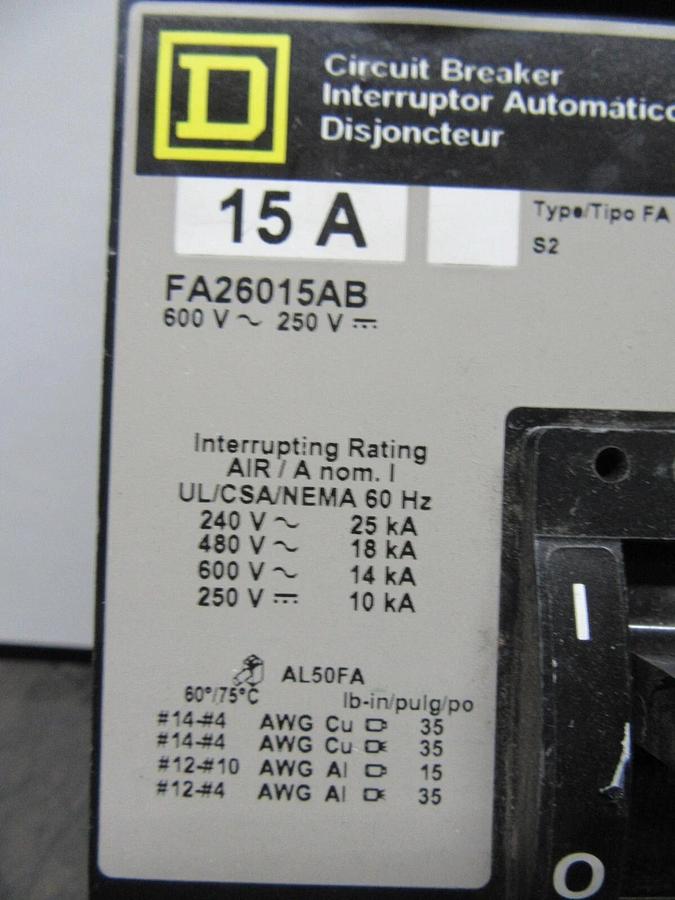 D
Circuit Breaker
Interruptor Automático
Disjoncteur
15 A
Type/Tipo FA
S2
FA26015AB
600 V ~ 250 V ⎓
Interrupting Rating
AIR / A nom. I
UL/CSA/NEMA 60 Hz
240 V ~ 25 kA
480 V ~ 18 kA
600 V ~ 14 kA
250 V ⎓ 10 kA
AL50FA
60°/75°C lb-in/pulg/po
#14-#4 AWG Cu 35
#14-#4 AWG Cu 35
#12-#10 AWG Al 15
#12-#4 AWG Al 35
I
O